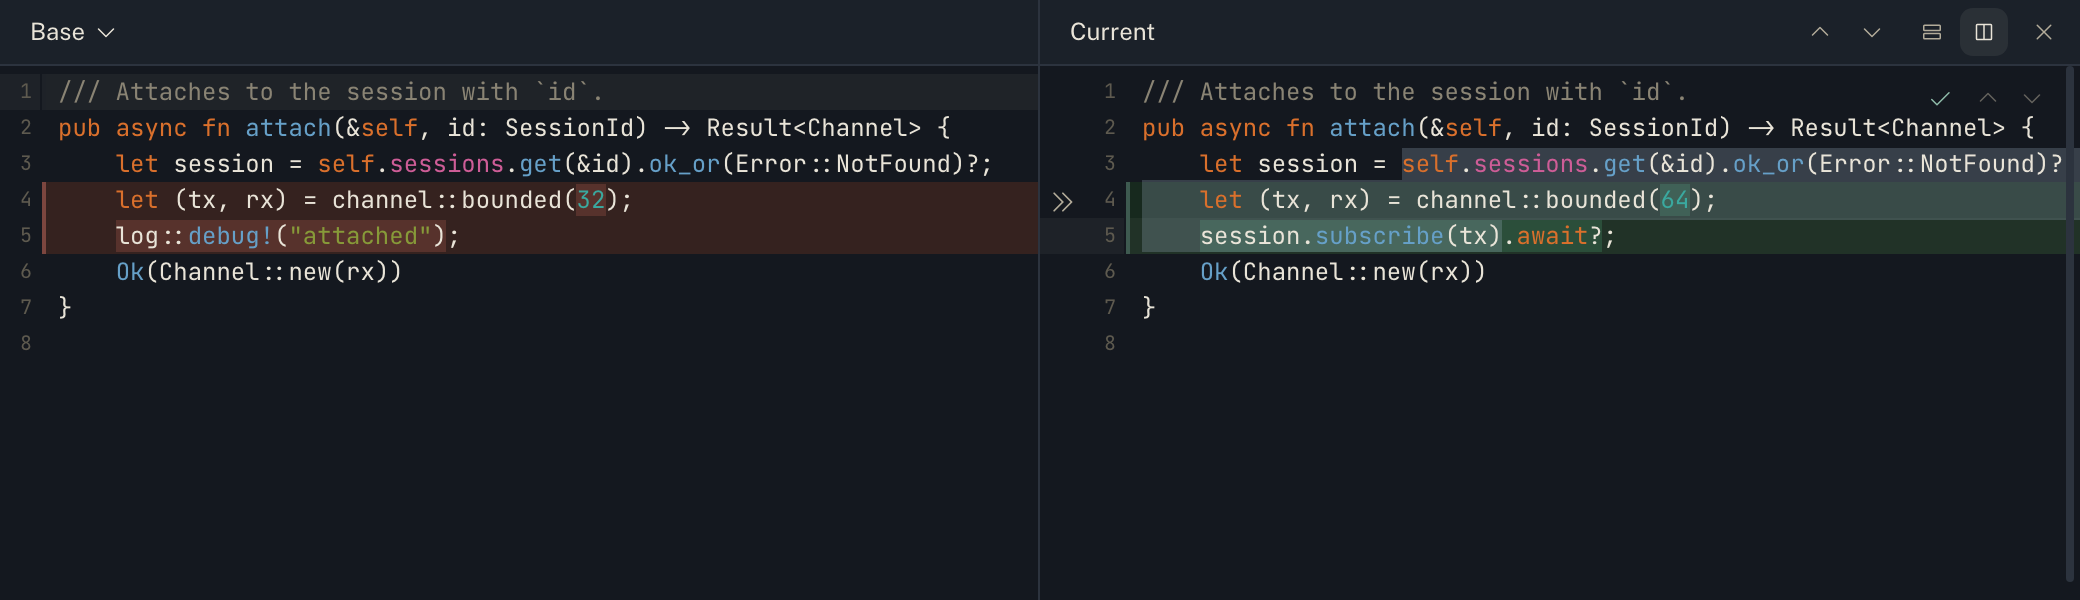 Base
1 /// Attaches to the session with `id`.
2 pub async fn attach(&self, id: SessionId) -> Result<Channel> {
3 let session = self.sessions.get(&id).ok_or(Error::NotFound)?;
4 let (tx, rx) = channel::bounded(32);
5 log::debug!("attached");
6 Ok(Channel::new(rx))
7 }
8
Current
1 /// Attaches to the session with `id`.
2 pub async fn attach(&self, id: SessionId) -> Result<Channel> {
3 let session = self.sessions.get(&id).ok_or(Error::NotFound)?
4 let (tx, rx) = channel::bounded(64);
5 session.subscribe(tx).await?;
6 Ok(Channel::new(rx))
7 }
8